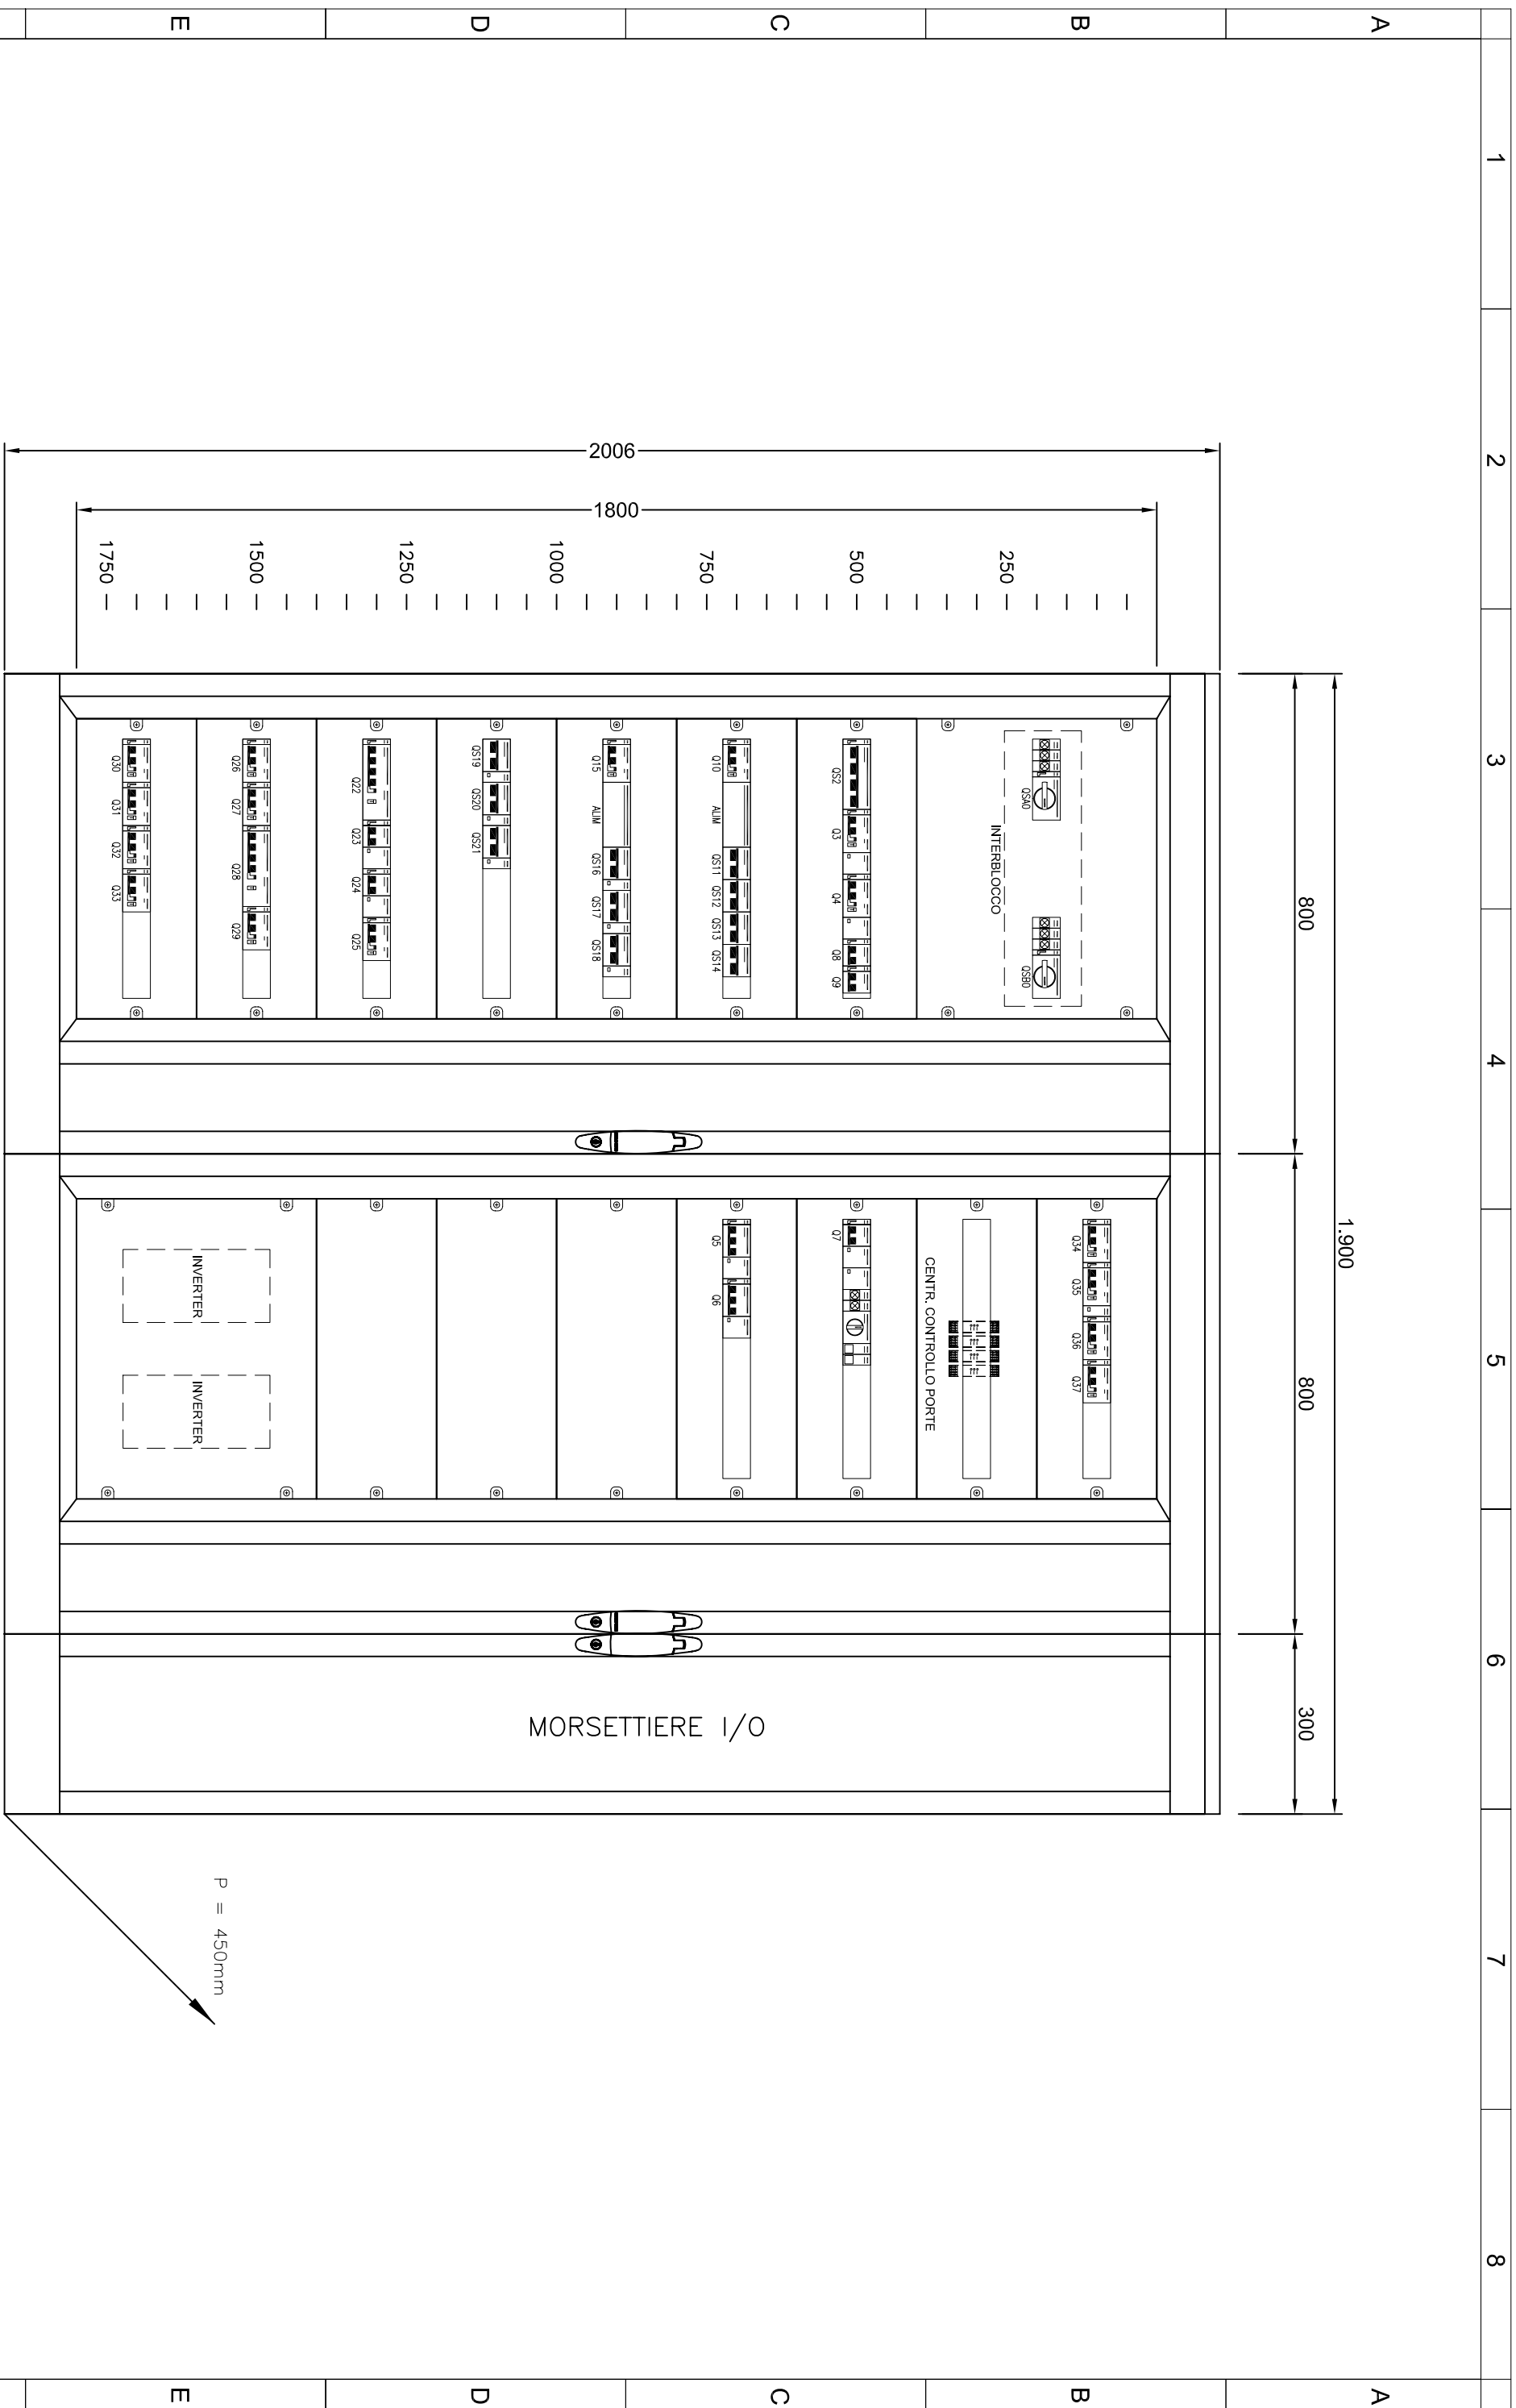 1 2 3 4 5 6 7 8
A
B
C
D
E
A
B
C
D
E
1.900
800 800 300
2006
1800
250
500
750
1000
1250
1500
1750
QSA0 QSB0
INTERBLOCCO
QS2 Q3 Q4 Q8 Q9
Q10 ALIM QS11 QS12 QS13 QS14
Q15 ALIM QS16 QS17 QS18
QS19 QS20 QS21
Q22 Q23 Q24 Q25
Q26 Q27 Q28 Q29
Q30 Q31 Q32 Q33
Q34 Q35 Q36 Q37
CENTR. CONTROLLO PORTE
Q7
Q5 Q6
INVERTER INVERTER
MORSETTIERE I/O
P = 450mm